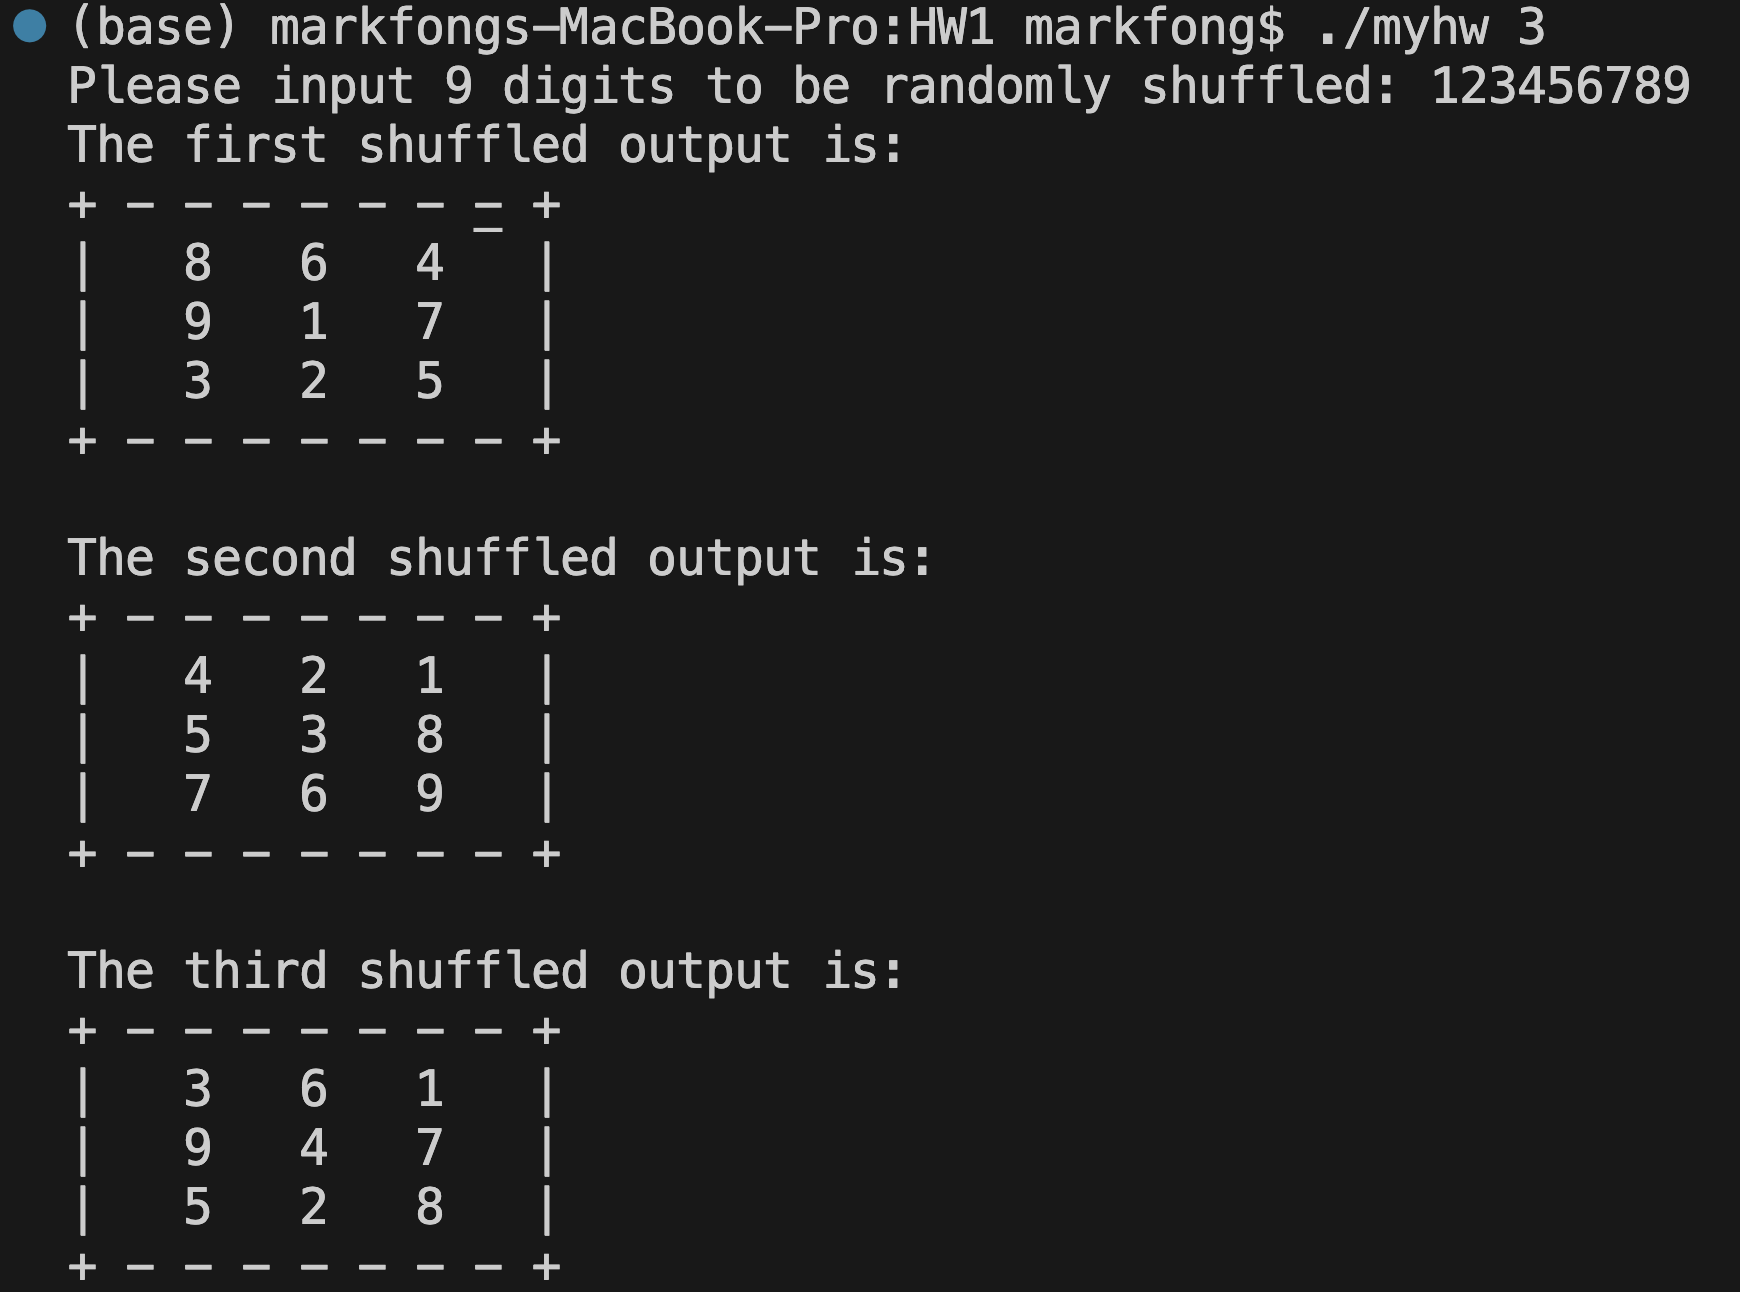 (base) markfongs-MacBook-Pro:HW1 markfong$ ./myhw 3
Please input 9 digits to be randomly shuffled: 123456789
The first shuffled output is:
+ - - - - - - - +
|   8   6   4   |
|   9   1   7   |
|   3   2   5   |
+ - - - - - - - +

The second shuffled output is:
+ - - - - - - - +
|   4   2   1   |
|   5   3   8   |
|   7   6   9   |
+ - - - - - - - +

The third shuffled output is:
+ - - - - - - - +
|   3   6   1   |
|   9   4   7   |
|   5   2   8   |
+ - - - - - - - +